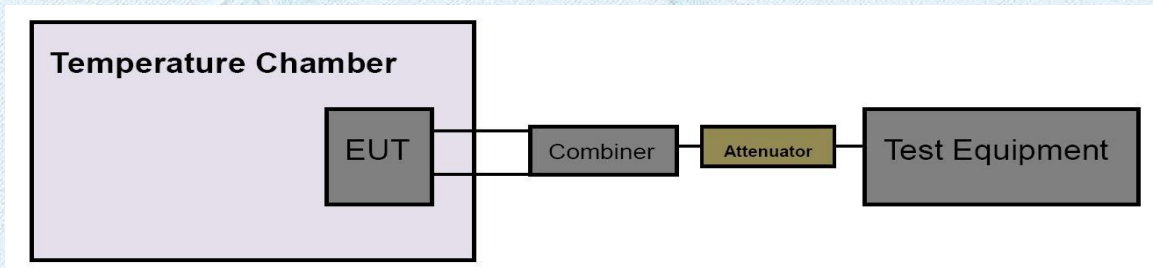 Temperature Chamber
EUT
Combiner
Attenuator
Test Equipment